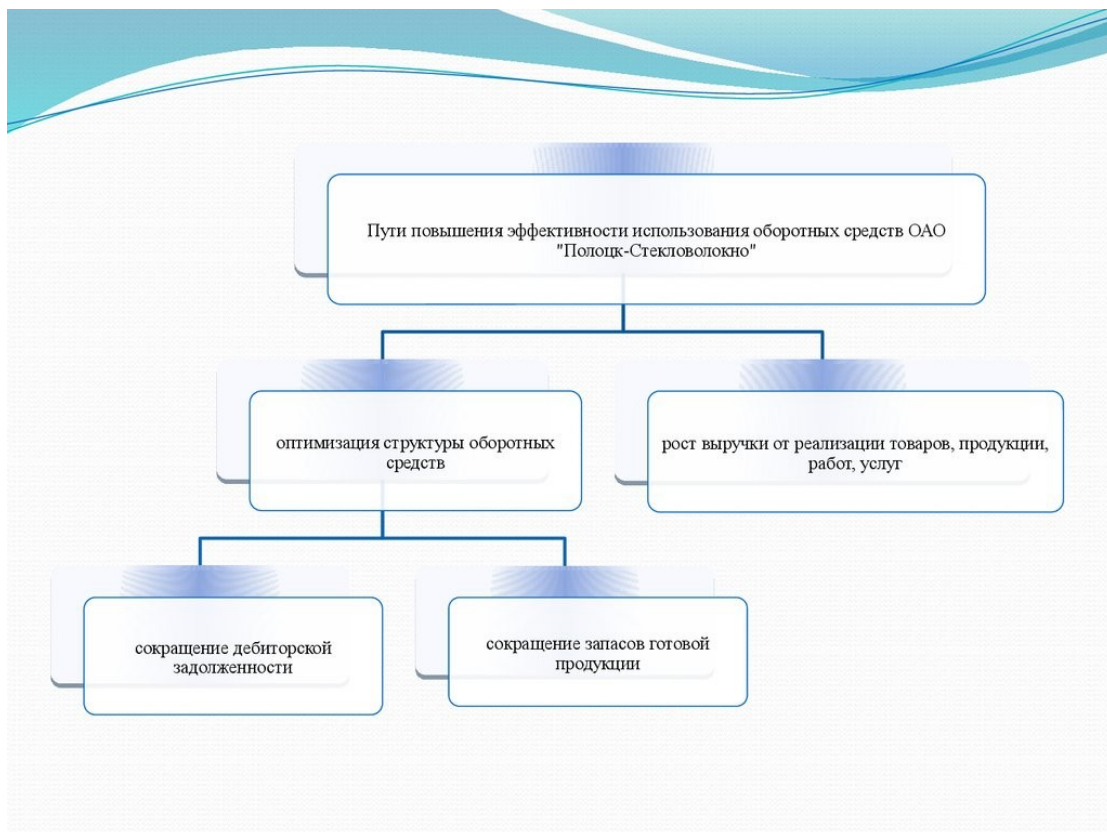 Пути повышения эффективности использования оборотных средств ОАО
"Полоцк-Стекловолокно"
оптимизация структуры оборотных
средств
рост выручки от реализации товаров, продукции,
работ, услуг
сокращение дебиторской
задолженности
сокращение запасов готовой
продукции